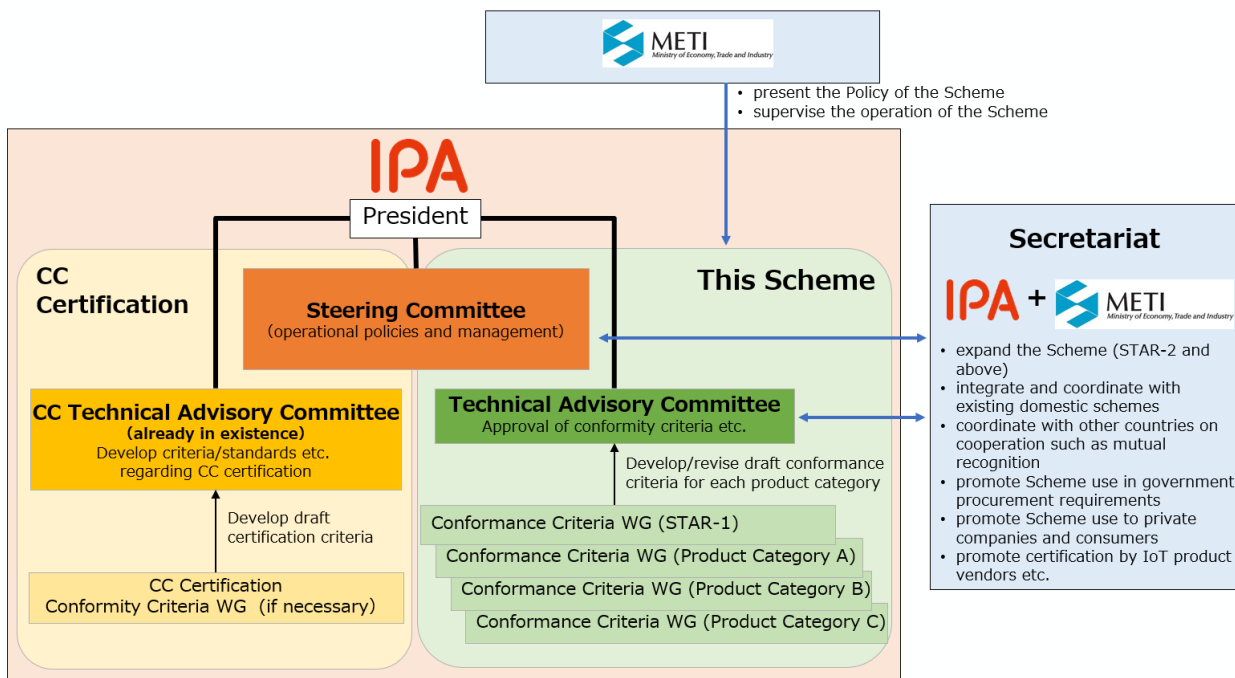 METI
Ministry of Economy, Trade and Industry
• present the Policy of the Scheme
• supervise the operation of the Scheme
IPA
President
CC
Certification
This Scheme
Steering Committee
(operational policies and management)
CC Technical Advisory Committee
(already in existence)
Develop criteria/standards etc.
regarding CC certification
Develop draft
certification criteria
CC Certification
Conformity Criteria WG (if necessary)
Technical Advisory Committee
Approval of conformity criteria etc.
Develop/revise draft conformance
criteria for each product category
Conformance Criteria WG (STAR-1)
Conformance Criteria WG (Product Category A)
Conformance Criteria WG (Product Category B)
Conformance Criteria WG (Product Category C)
Secretariat
IPA + METI
Ministry of Economy, Trade and Industry
• expand the Scheme (STAR-2 and
above)
• integrate and coordinate with
existing domestic schemes
• coordinate with other countries on
cooperation such as mutual
recognition
• promote Scheme use in government
procurement requirements
• promote Scheme use to private
companies and consumers
• promote certification by IoT product
vendors etc.